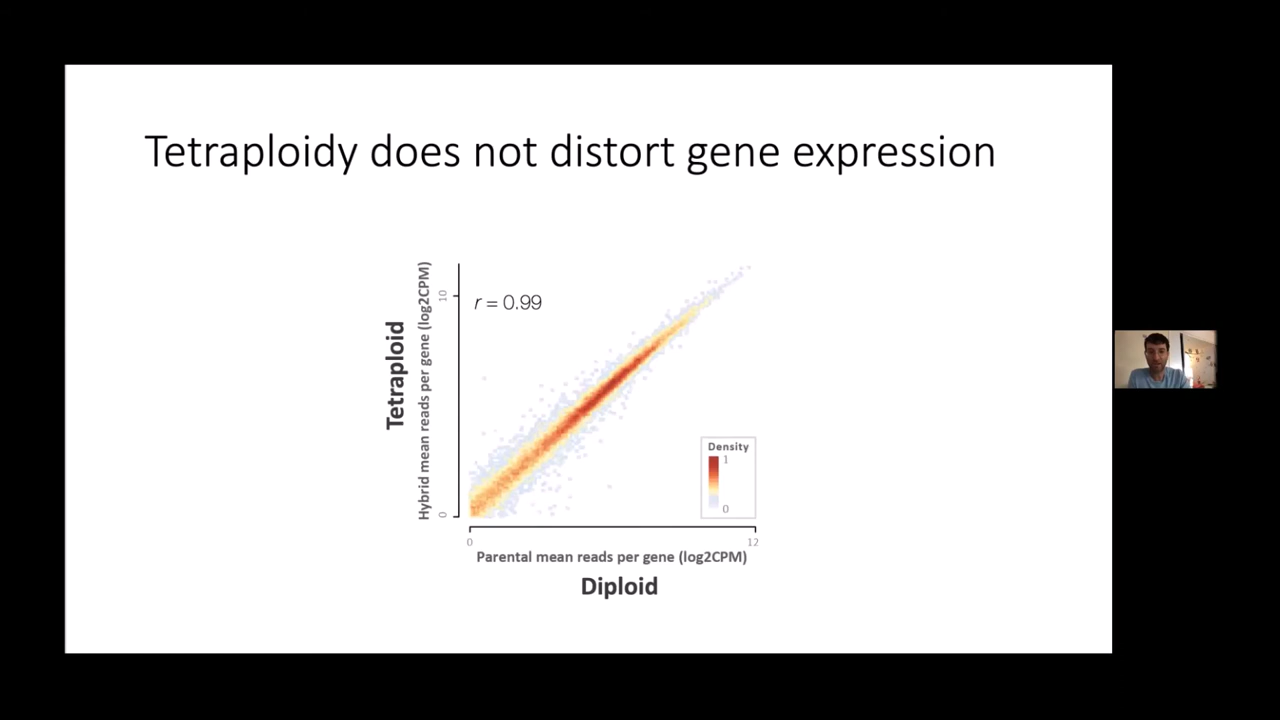 Tetraploidy does not distort gene expression
Tetraploid
Hybrid mean reads per gene (log2CPM)
10
0
r = 0.99
Density
1
0
0
12
Parental mean reads per gene (log2CPM)
Diploid